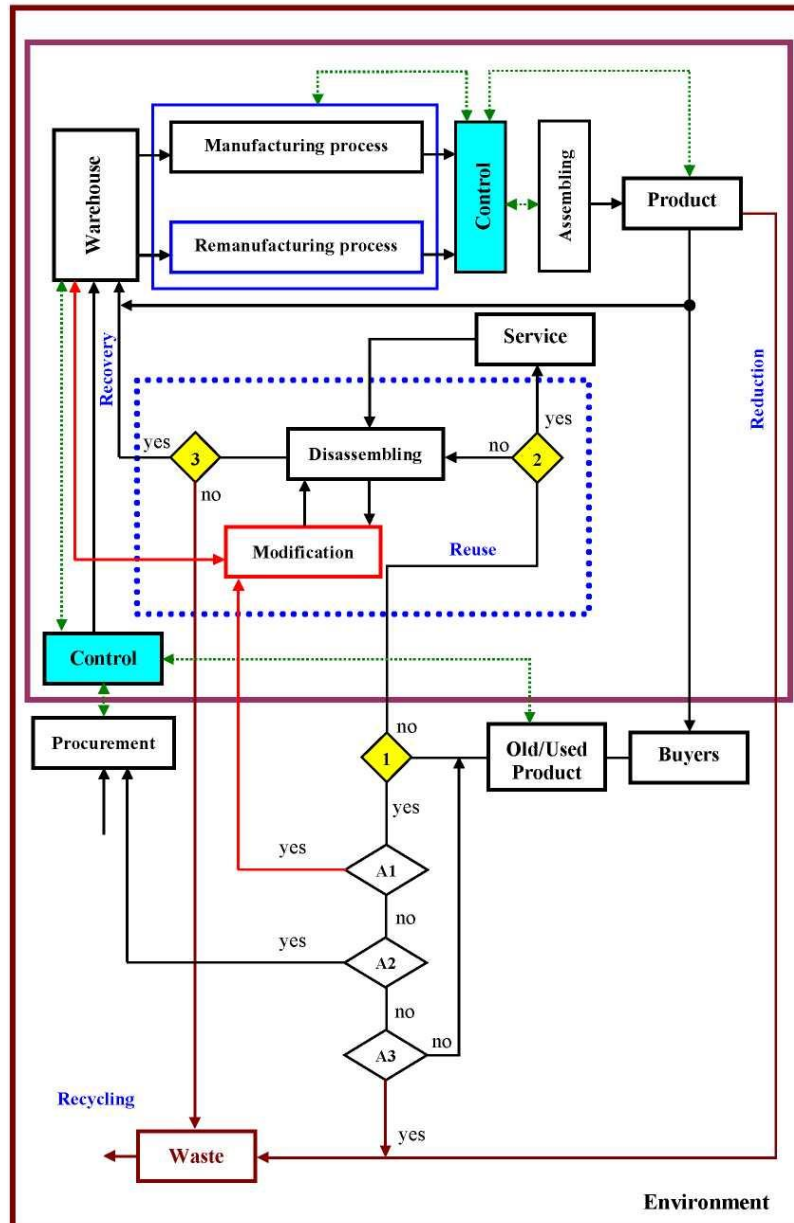 Manufacturing process
Warehouse
Control
Assembling
Product
Remanufacturing process
Service
Recovery
Reduction
yes
yes
3
no
Disassembling
no
2
Modification
Reuse
Control
no
Procurement
1
Old/Used
Product
Buyers
yes
yes
A1
no
yes
A2
no
A3
no
Recycling
yes
Waste
Environment